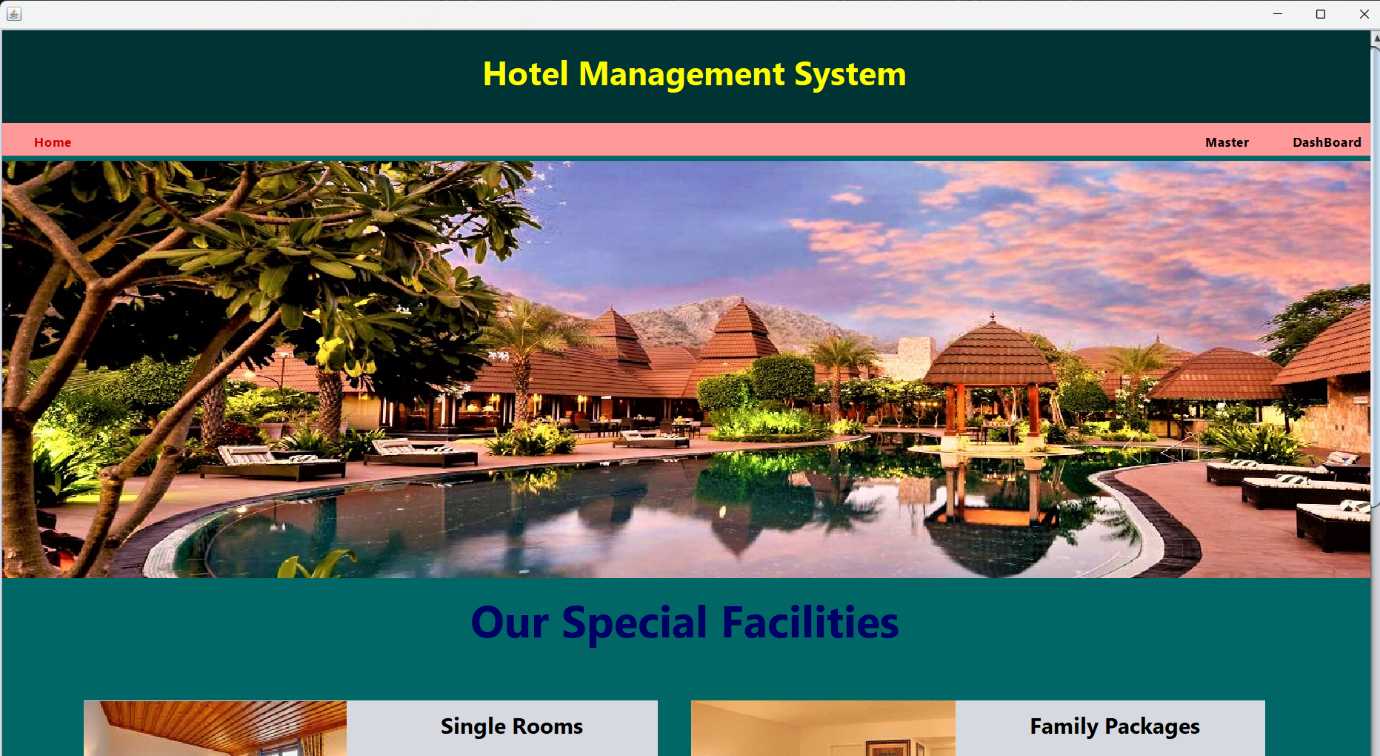 Hotel Management System
Home Master DashBoard
Our Special Facilities
Single Rooms Family Packages